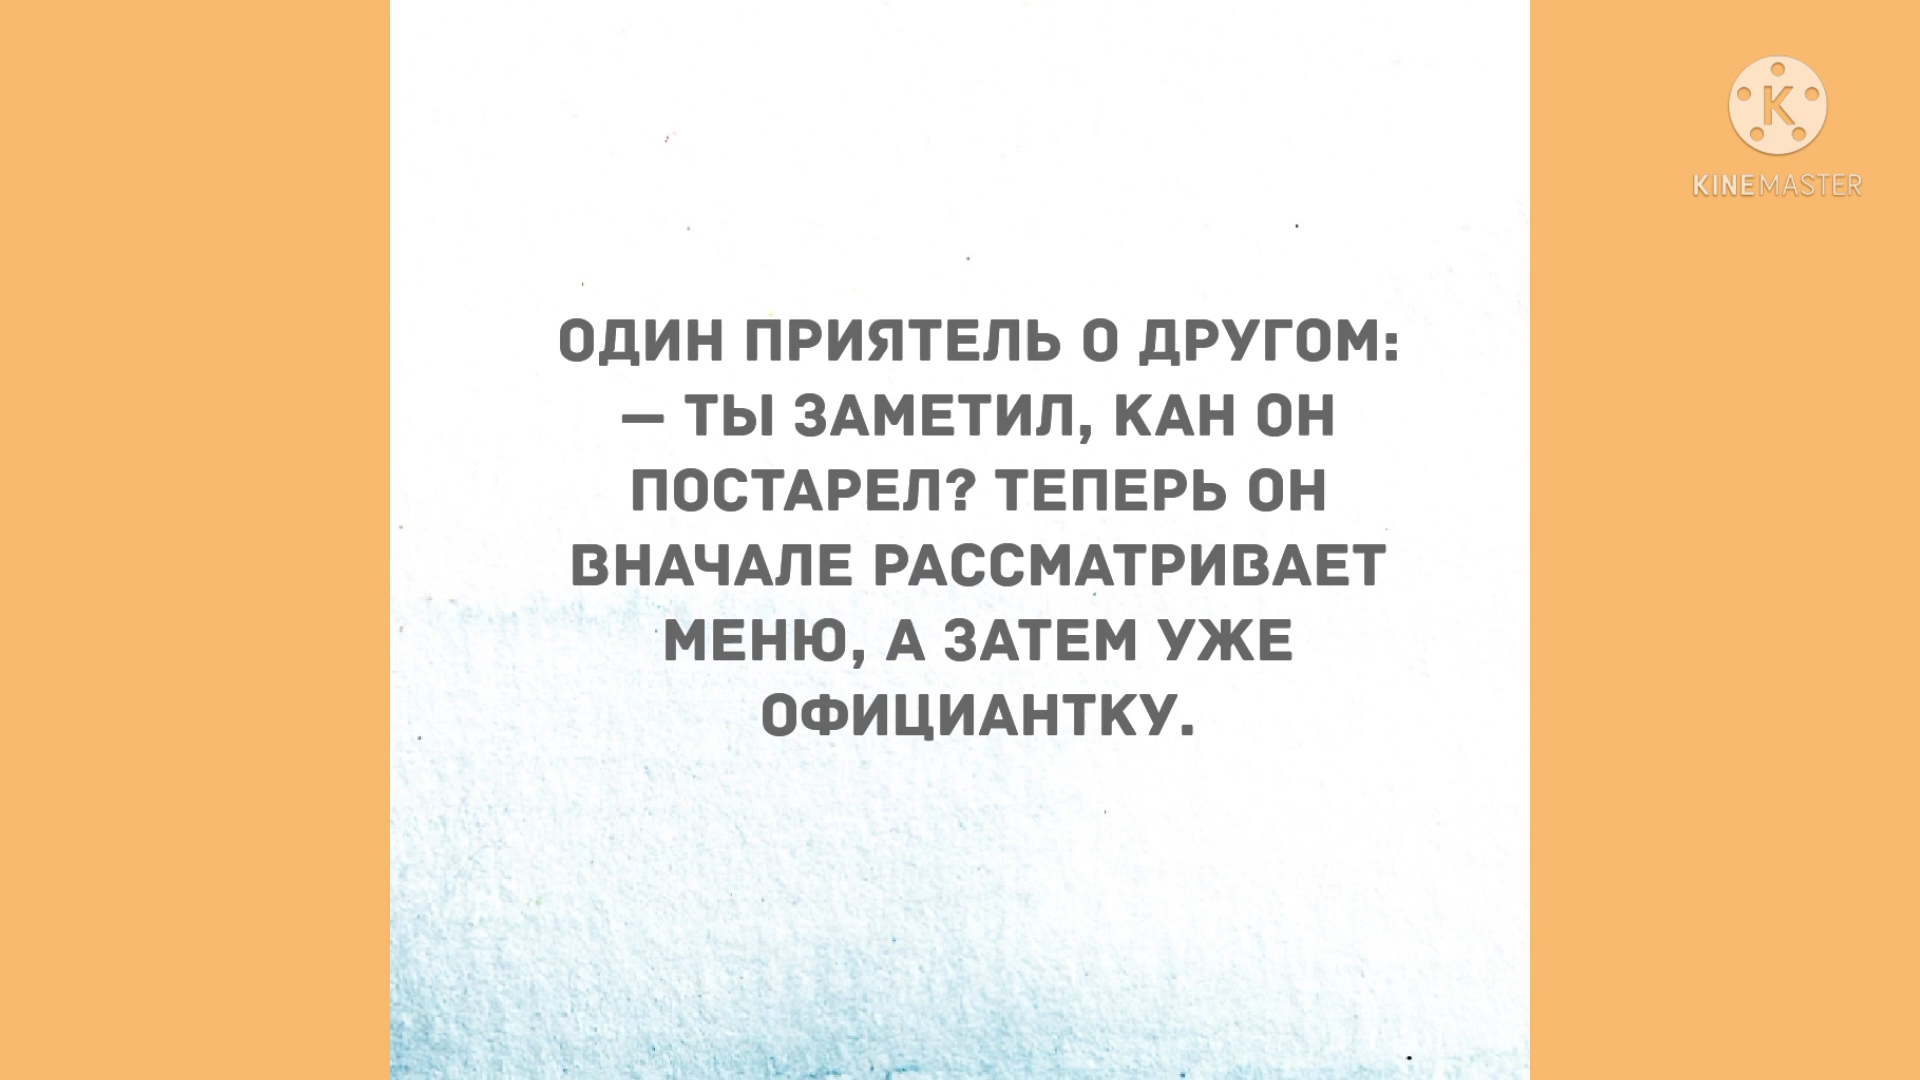 ОДИН ПРИЯТЕЛЬ О ДРУГОМ:
— ТЫ ЗАМЕТИЛ, КАН ОН
ПОСТАРЕЛ? ТЕПЕРЬ ОН
ВНАЧАЛЕ РАССМАТРИВАЕТ
МЕНЮ, А ЗАТЕМ УЖЕ
ОФИЦИАНТКУ.
K
KINEMASTER